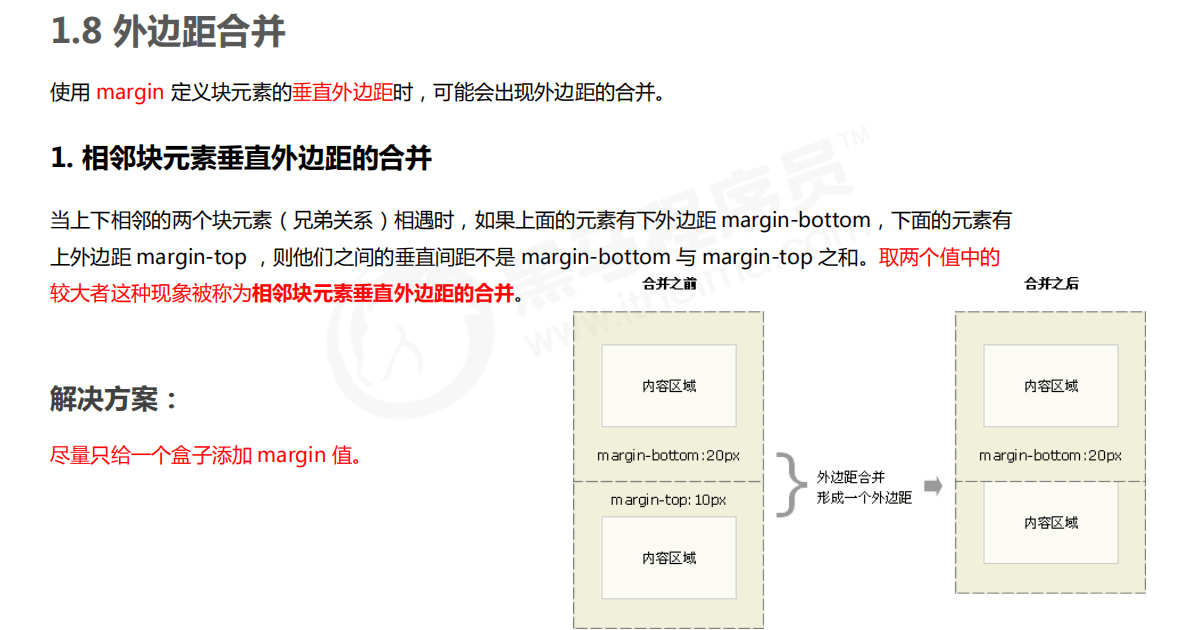 1.8 外边距合并
使用 margin 定义块元素的垂直外边距时，可能会出现外边距的合并。
1. 相邻块元素垂直外边距的合并
当上下相邻的两个块元素（兄弟关系）相遇时，如果上面的元素有下外边距 margin-bottom，下面的元素有
上外边距 margin-top ，则他们之间的垂直间距不是 margin-bottom 与 margin-top 之和。取两个值中的
较大者这种现象被称为相邻块元素垂直外边距的合并。
解决方案：
尽量只给一个盒子添加 margin 值。
合并之前
内容区域
margin-bottom:20px
margin-top:10px
内容区域
外边距合并
形成一个外边距
合并之后
内容区域
margin-bottom:20px
内容区域
黑马程序员™
www.itheima.com